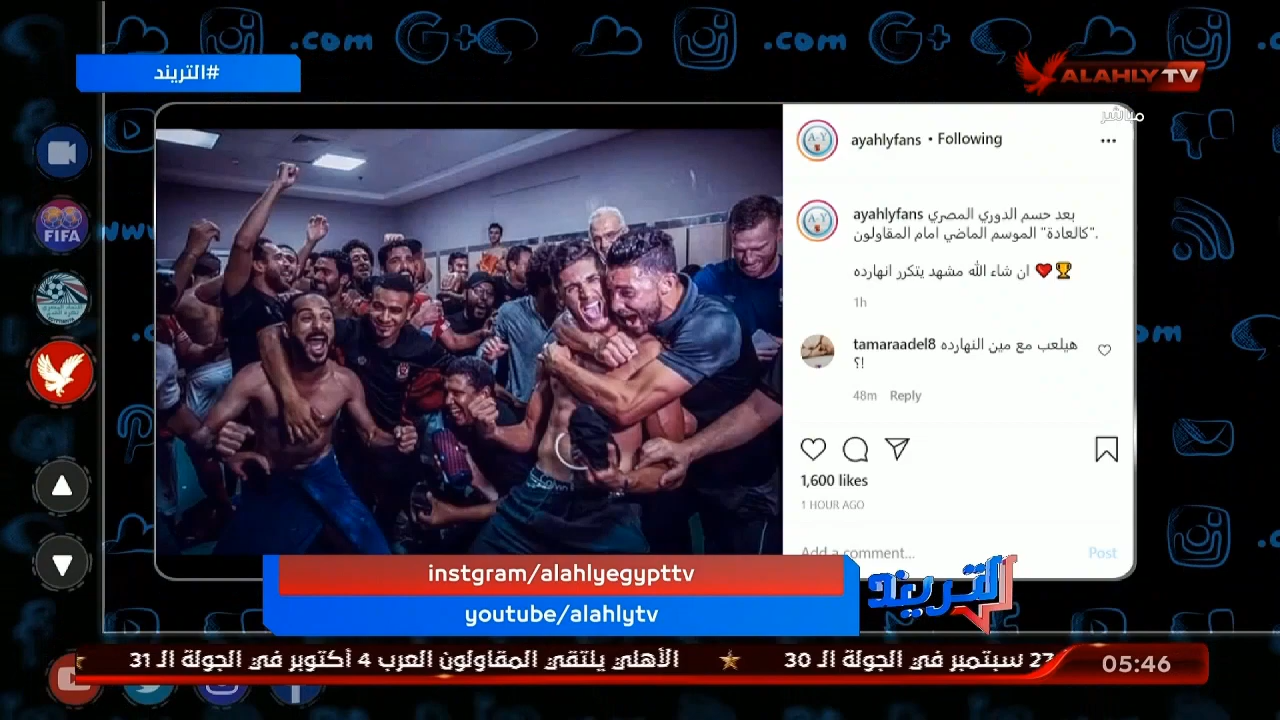 #التريند
ALAHLY TV
مباشر
ayahlyfans • Following
ayahlyfans بعد حسم الدوري المصري
"كالعادة" الموسم الماضي امام المقاولون.
ان شاء الله مشهد يتكرر انهارده ❤️🏆
1h
tamaraadel8 هيلعب مع مين النهارده
؟!
48m Reply
1,600 likes
1 HOUR AGO
Add a comment...
Post
FIFA
instgram/alahlyegypttv
youtube/alahlytv
التريند
27 سبتمبر في الجولة الـ 30 ★ الأهلي يلتقي المقاولون العرب 4 أكتوبر في الجولة الـ 31
05:46